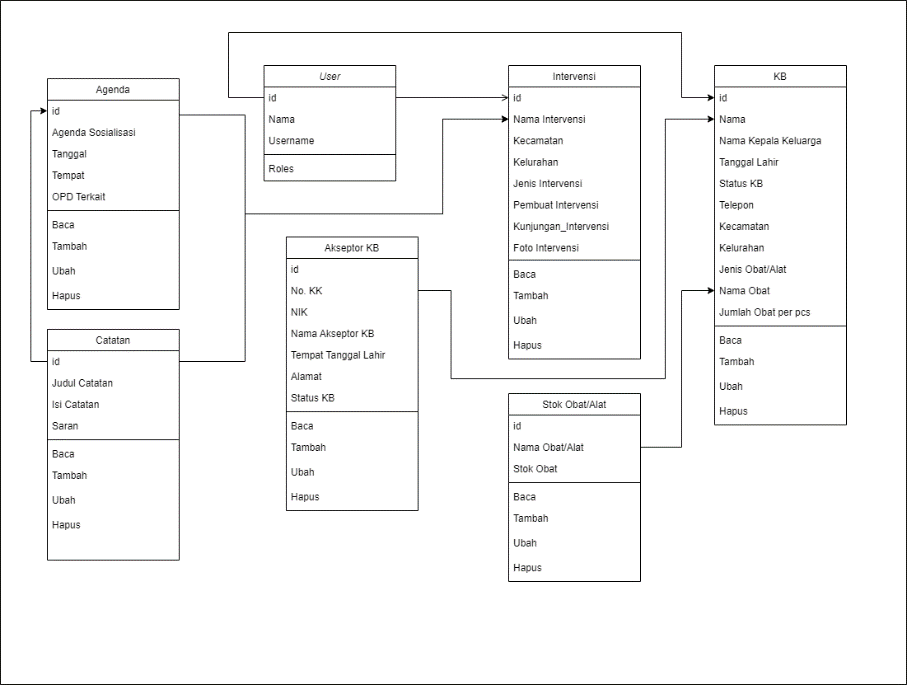 Agenda
id
Agenda Sosialisasi
Tanggal
Tempat
OPD Terkait
Baca
Tambah
Ubah
Hapus
Catatan
id
Judul Catatan
Isi Catatan
Saran
Baca
Tambah
Ubah
Hapus
User
id
Nama
Username
Roles
Akseptor KB
id
No. KK
NIK
Nama Akseptor KB
Tempat Tanggal Lahir
Alamat
Status KB
Baca
Tambah
Ubah
Hapus
Intervensi
id
Nama Intervensi
Kecamatan
Kelurahan
Jenis Intervensi
Pembuat Intervensi
Kunjungan_Intervensi
Foto Intervensi
Baca
Tambah
Ubah
Hapus
Stok Obat/Alat
id
Nama Obat/Alat
Stok Obat
Baca
Tambah
Ubah
Hapus
KB
id
Nama
Nama Kepala Keluarga
Tanggal Lahir
Status KB
Telepon
Kecamatan
Kelurahan
Jenis Obat/Alat
Nama Obat
Jumlah Obat per pcs
Baca
Tambah
Ubah
Hapus